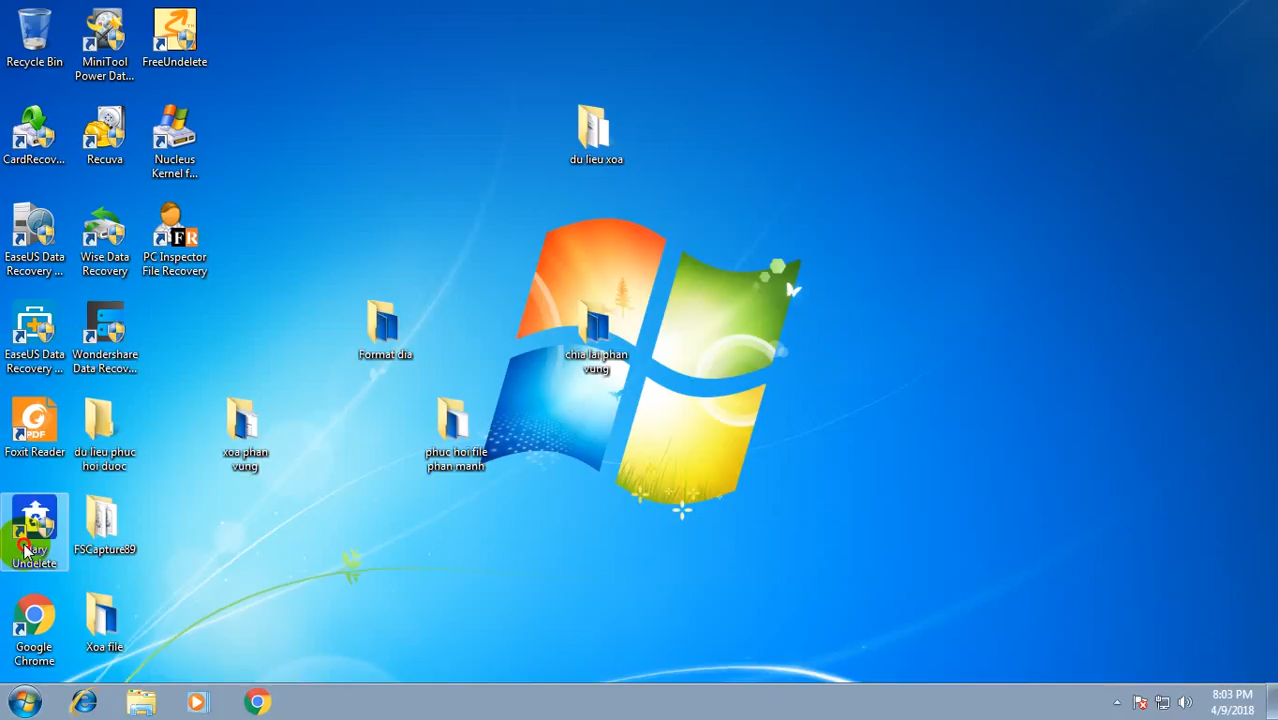 Recycle Bin
MiniTool
Power Dat...
FreeUndelete
CardRecov...
Recuva
Nucleus
Kernel f...
EaseUS Data
Recovery ...
Wise Data
Recovery
PC Inspector
File Recovery
FR
EaseUS Data
Recovery ...
Wondershare
Data Recov...
Foxit Reader
PDF
du lieu phuc
hoi duoc
Undelete
FSCapture89
Google
Chrome
Xoa file
du lieu xoa
Format dia
chia lai phan
vung
xoa phan
vung
phuc hoi file
phan manh
8:03 PM
4/9/2018